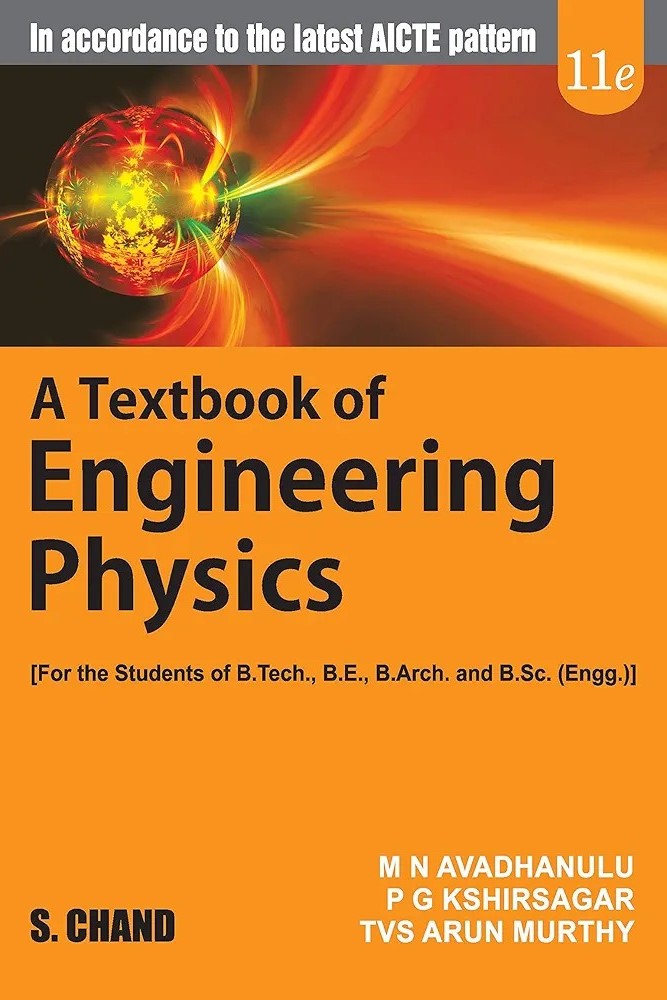 In accordance to the latest AICTE pattern
11e
A Textbook of
Engineering
Physics
[For the Students of B.Tech., B.E., B.Arch. and B.Sc. (Engg.)]
M N AVADHANULU
P G KSHIRSAGAR
TVS ARUN MURTHY
S. CHAND